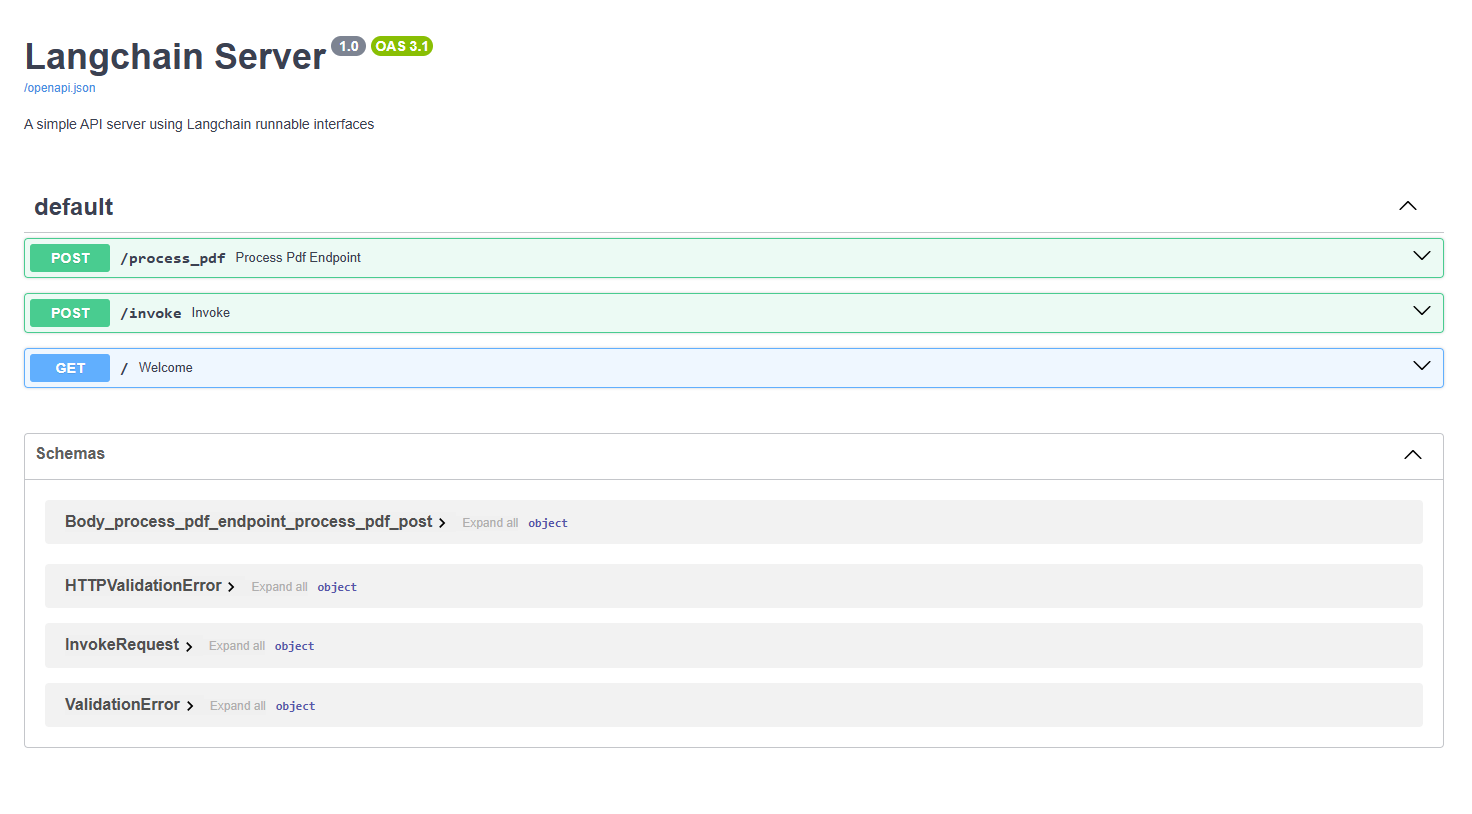 Langchain Server 1.0 OAS 3.1
/openapi.json
A simple API server using Langchain runnable interfaces
default
POST /process_pdf Process Pdf Endpoint
POST /invoke Invoke
GET / Welcome
Schemas
Body_process_pdf_endpoint_process_pdf_post Expand all object
HTTPValidationError Expand all object
InvokeRequest Expand all object
ValidationError Expand all object